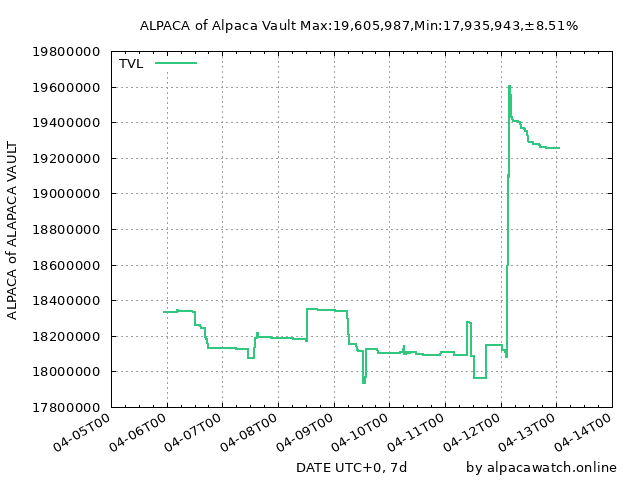 ALPACA of Alpaca Vault Max:19,605,987,Min:17,935,943,±8.51%
TVL
19800000
19600000
19400000
19200000
19000000
18800000
18600000
18400000
18200000
18000000
17800000
ALPACA of ALAPACA VAULT
04-05T00
04-06T00
04-07T00
04-08T00
04-09T00
04-10T00
04-11T00
04-12T00
04-13T00
04-14T00
DATE UTC+0, 7d
by alpacawatch.online